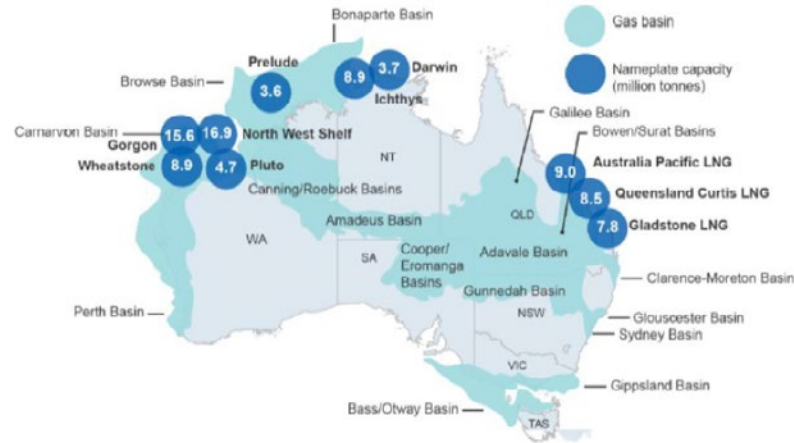 Bonaparte Basin
Gas basin
Nameplate capacity
(million tonnes)
Prelude
3.6
Browse Basin
8.9
3.7
Darwin
Ichthys
Galilee Basin
Bowen/Surat Basins
Carnarvon Basin
Gorgon
15.6
16.9
North West Shelf
Wheatstone
8.9
4.7
Pluto
NT
Canning/Roebuck Basins
9.0
Australia Pacific LNG
8.5
Queensland Curtis LNG
7.8
Gladstone LNG
Amadeus Basin
QLD
WA
SA
Cooper/
Eromanga
Basins
Adavale Basin
Gunnedah Basin
Clarence-Moreton Basin
Perth Basin
NSW
Glouscester Basin
Sydney Basin
VIC
Gippsland Basin
Bass/Otway Basin
TAS